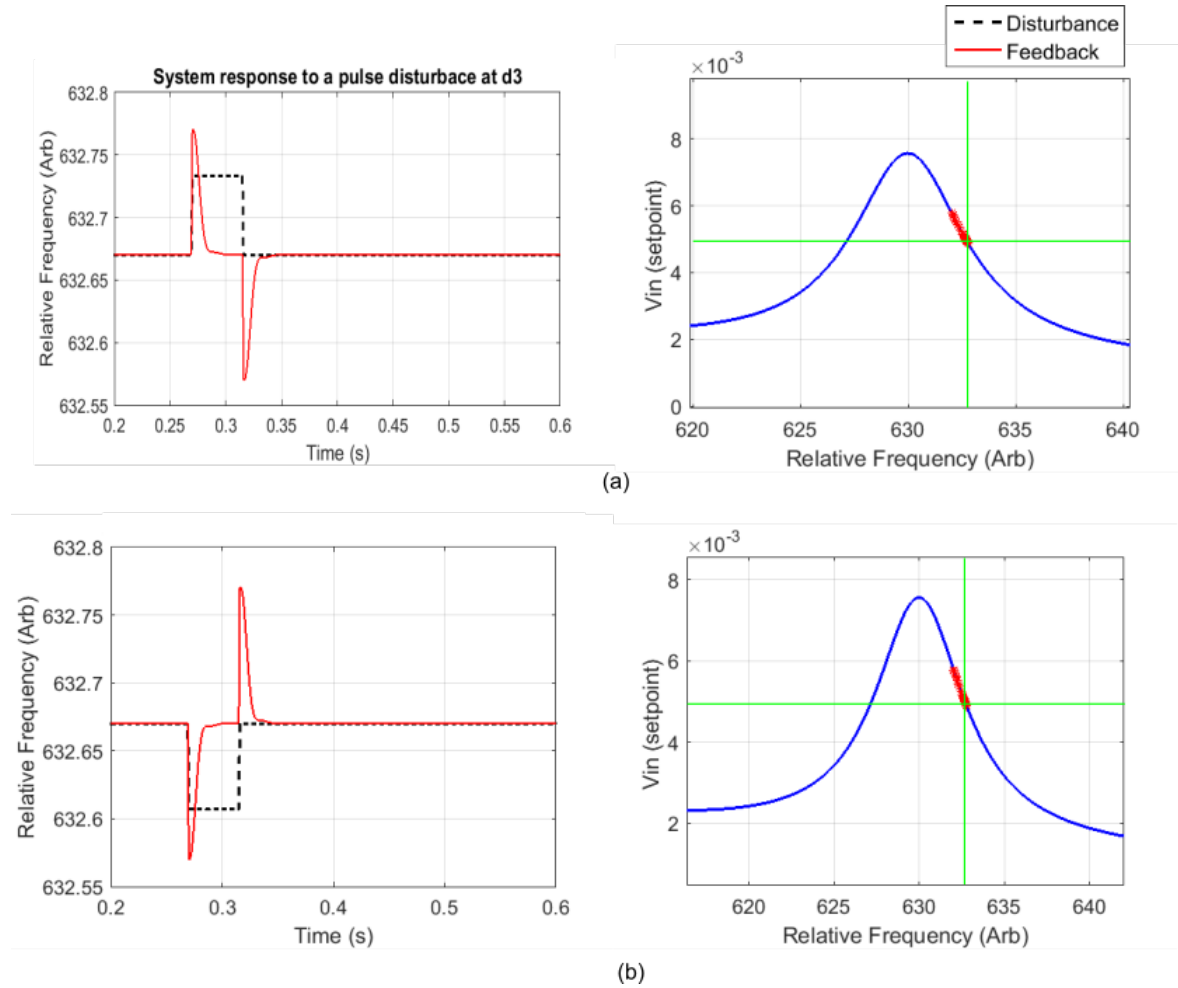 Disturbance
Feedback
System response to a pulse disturbace at d3
632.8
632.75
632.7
632.65
632.6
632.55
0.2 0.25 0.3 0.35 0.4 0.45 0.5 0.55 0.6
Relative Frequency (Arb)
Time (s)
×10⁻³
8
6
4
2
0
620 625 630 635 640
Vin (setpoint)
Relative Frequency (Arb)
(a)
632.8
632.75
632.7
632.65
632.6
632.55
0.2 0.3 0.4 0.5 0.6
Relative Frequency (Arb)
Time (s)
×10⁻³
8
6
4
2
620 625 630 635 640
Vin (setpoint)
Relative Frequency (Arb)
(b)